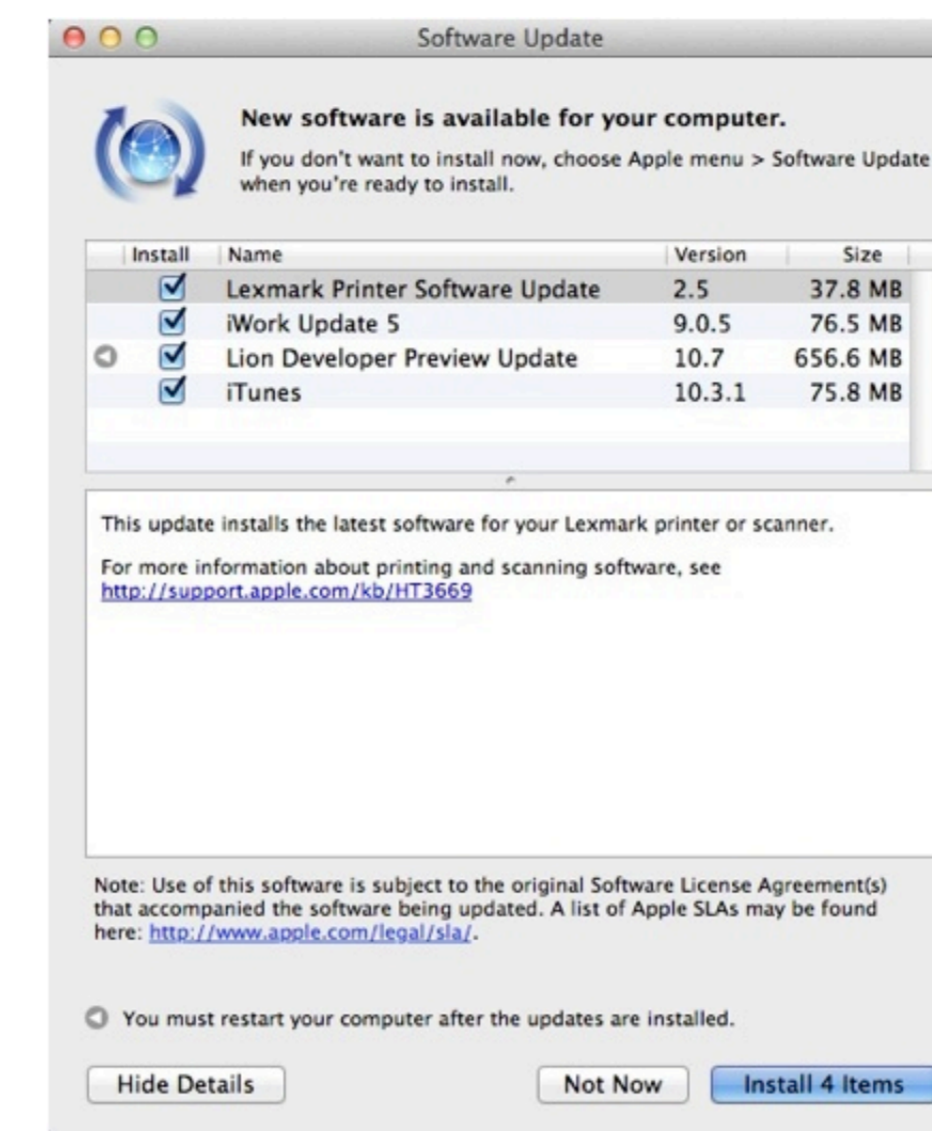 Software Update
New software is available for your computer.
If you don't want to install now, choose Apple menu > Software Update
when you're ready to install.
Install Name Version Size
Lexmark Printer Software Update 2.5 37.8 MB
iWork Update 5 9.0.5 76.5 MB
Lion Developer Preview Update 10.7 656.6 MB
iTunes 10.3.1 75.8 MB
This update installs the latest software for your Lexmark printer or scanner.
For more information about printing and scanning software, see
http://support.apple.com/kb/HT3669
Note: Use of this software is subject to the original Software License Agreement(s)
that accompanied the software being updated. A list of Apple SLAs may be found
here: http://www.apple.com/legal/sla/.
You must restart your computer after the updates are installed.
Hide Details Not Now Install 4 Items